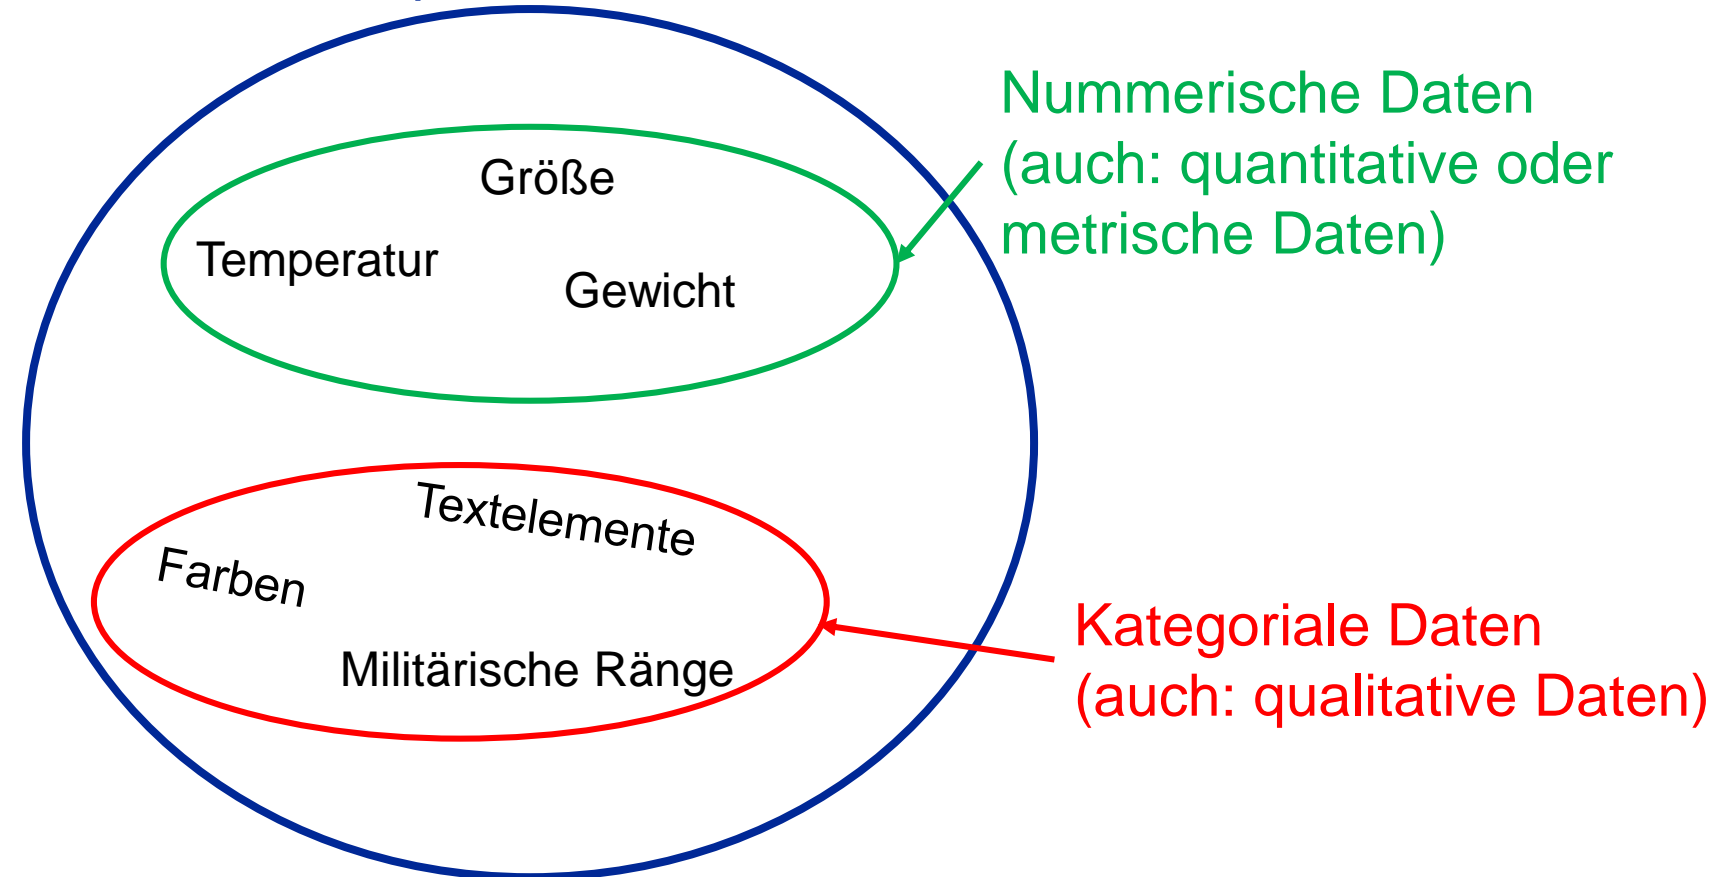 Nummerische Daten
(auch: quantitative oder
metrische Daten)
Größe
Temperatur
Gewicht
Textelemente
Farben
Militärische Ränge
Kategoriale Daten
(auch: qualitative Daten)